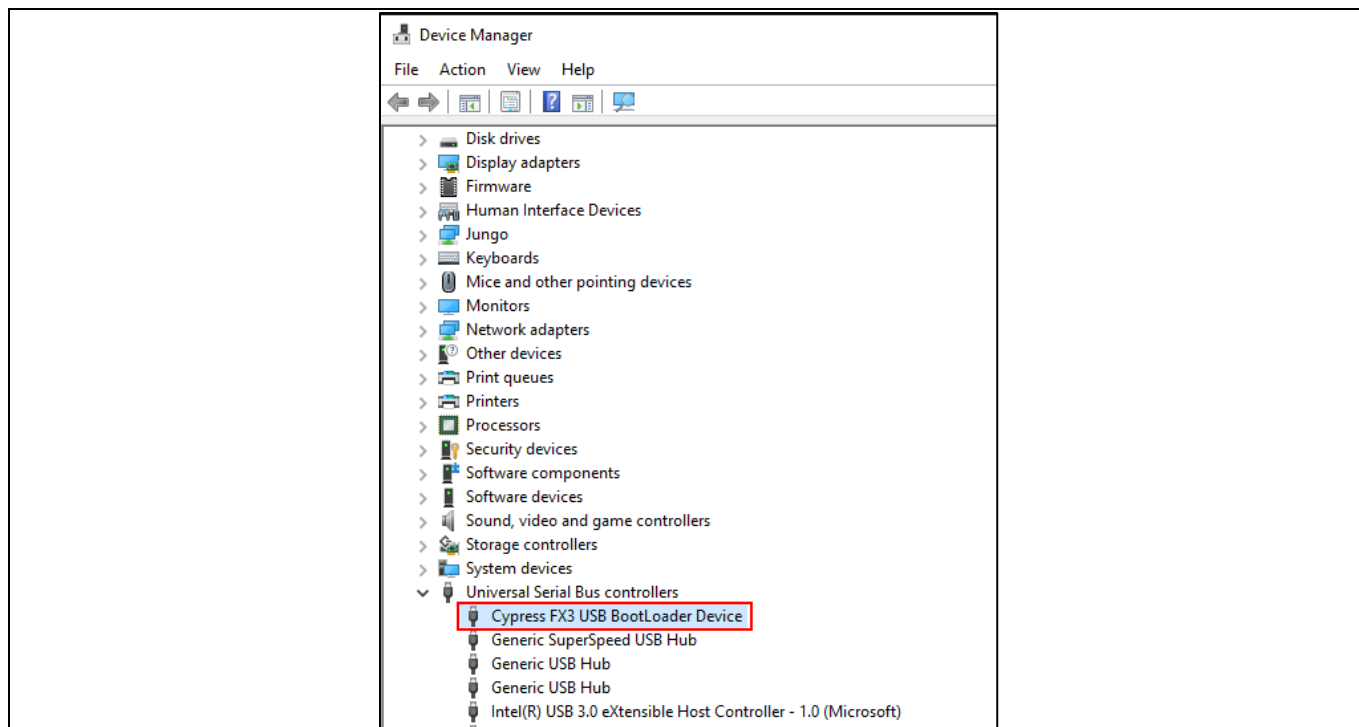 Device Manager
File Action View Help
Disk drives
Display adapters
Firmware
Human Interface Devices
Jungo
Keyboards
Mice and other pointing devices
Monitors
Network adapters
Other devices
Print queues
Printers
Processors
Security devices
Software components
Software devices
Sound, video and game controllers
Storage controllers
System devices
Universal Serial Bus controllers
Cypress FX3 USB BootLoader Device
Generic SuperSpeed USB Hub
Generic USB Hub
Generic USB Hub
Intel(R) USB 3.0 eXtensible Host Controller - 1.0 (Microsoft)